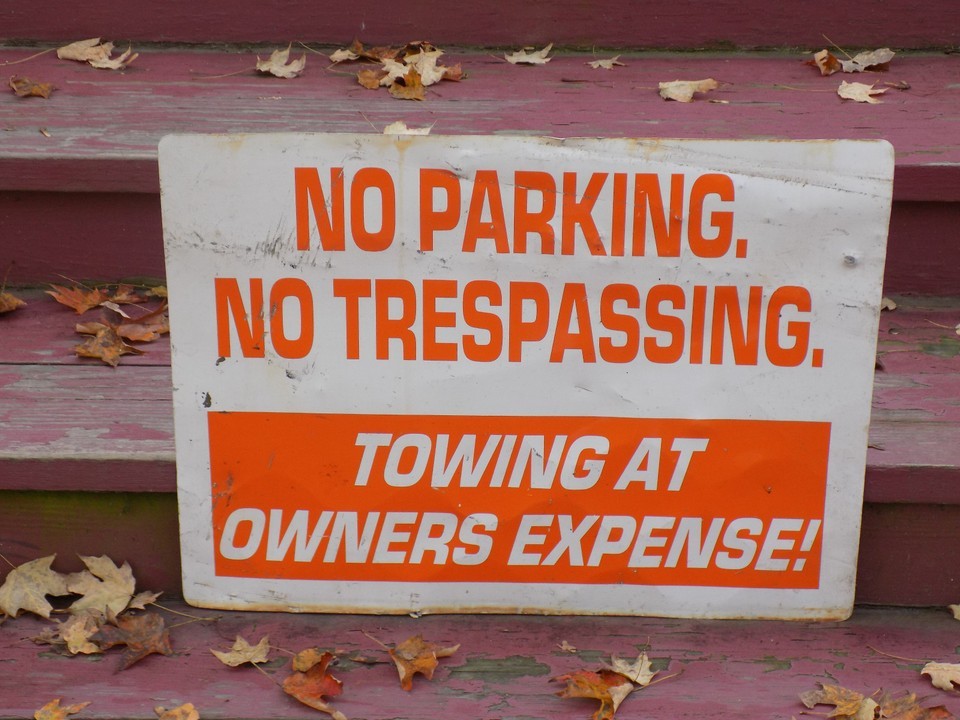 NO PARKING.
NO TRESPASSING.
TOWING AT
OWNERS EXPENSE!